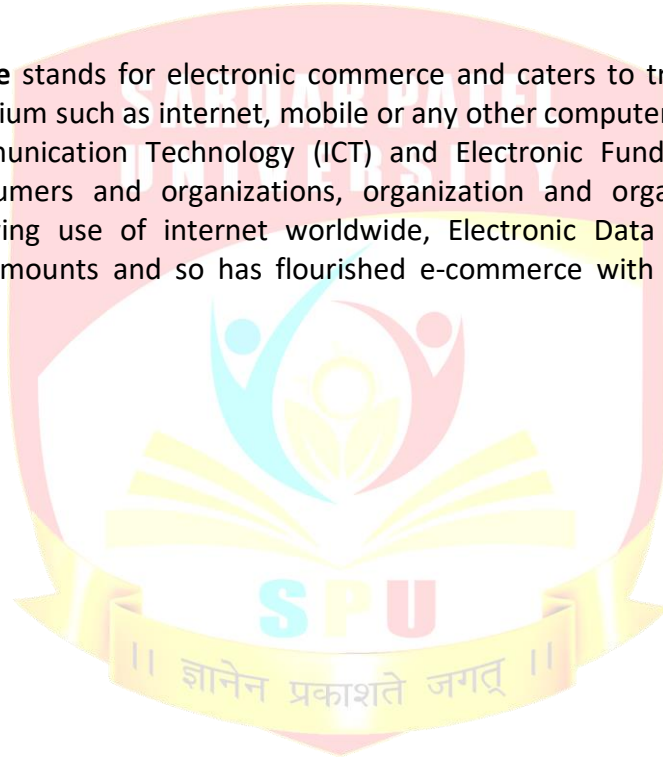 e stands for electronic commerce and caters to tr
ium such as internet, mobile or any other computer
munication Technology (ICT) and Electronic Fund
umers and organizations, organization and orga
ing use of internet worldwide, Electronic Data
mounts and so has flourished e-commerce with
SARDAR PATEL
UNIVERSITY
SPU
।। ज्ञानेन प्रकाशते जगत् ।।